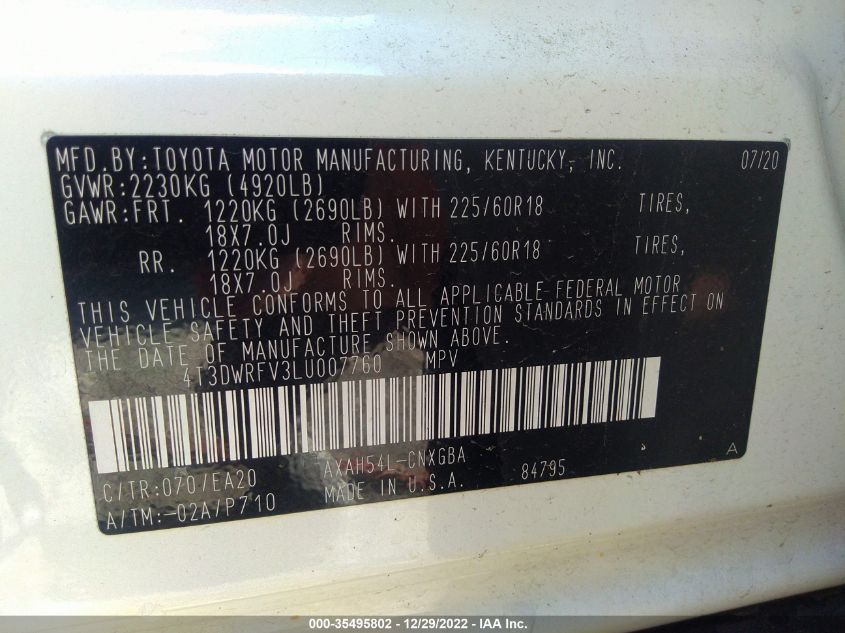 MFD.BY:TOYOTA MOTOR MANUFACTURING, KENTUCKY, INC. 07/20
GVWR:2230KG (4920LB)
GAWR:FRT. 1220KG (2690LB) WITH 225/60R18 TIRES,
18X7.0J RIMS.
RR. 1220KG (2690LB) WITH 225/60R18 TIRES,
18X7.0J RIMS.
THIS VEHICLE CONFORMS TO ALL APPLICABLE FEDERAL MOTOR
VEHICLE SAFETY AND THEFT PREVENTION STANDARDS IN EFFECT ON
THE DATE OF MANUFACTURE SHOWN ABOVE.
4T3DWRFV3LU007760 MPV
A
C/TR:070/EA20 AXAH54L-CNXGBA
A/TM:-02A/P710 MADE IN U.S.A. 84795
000-35495802 - 12/29/2022 - IAA Inc.